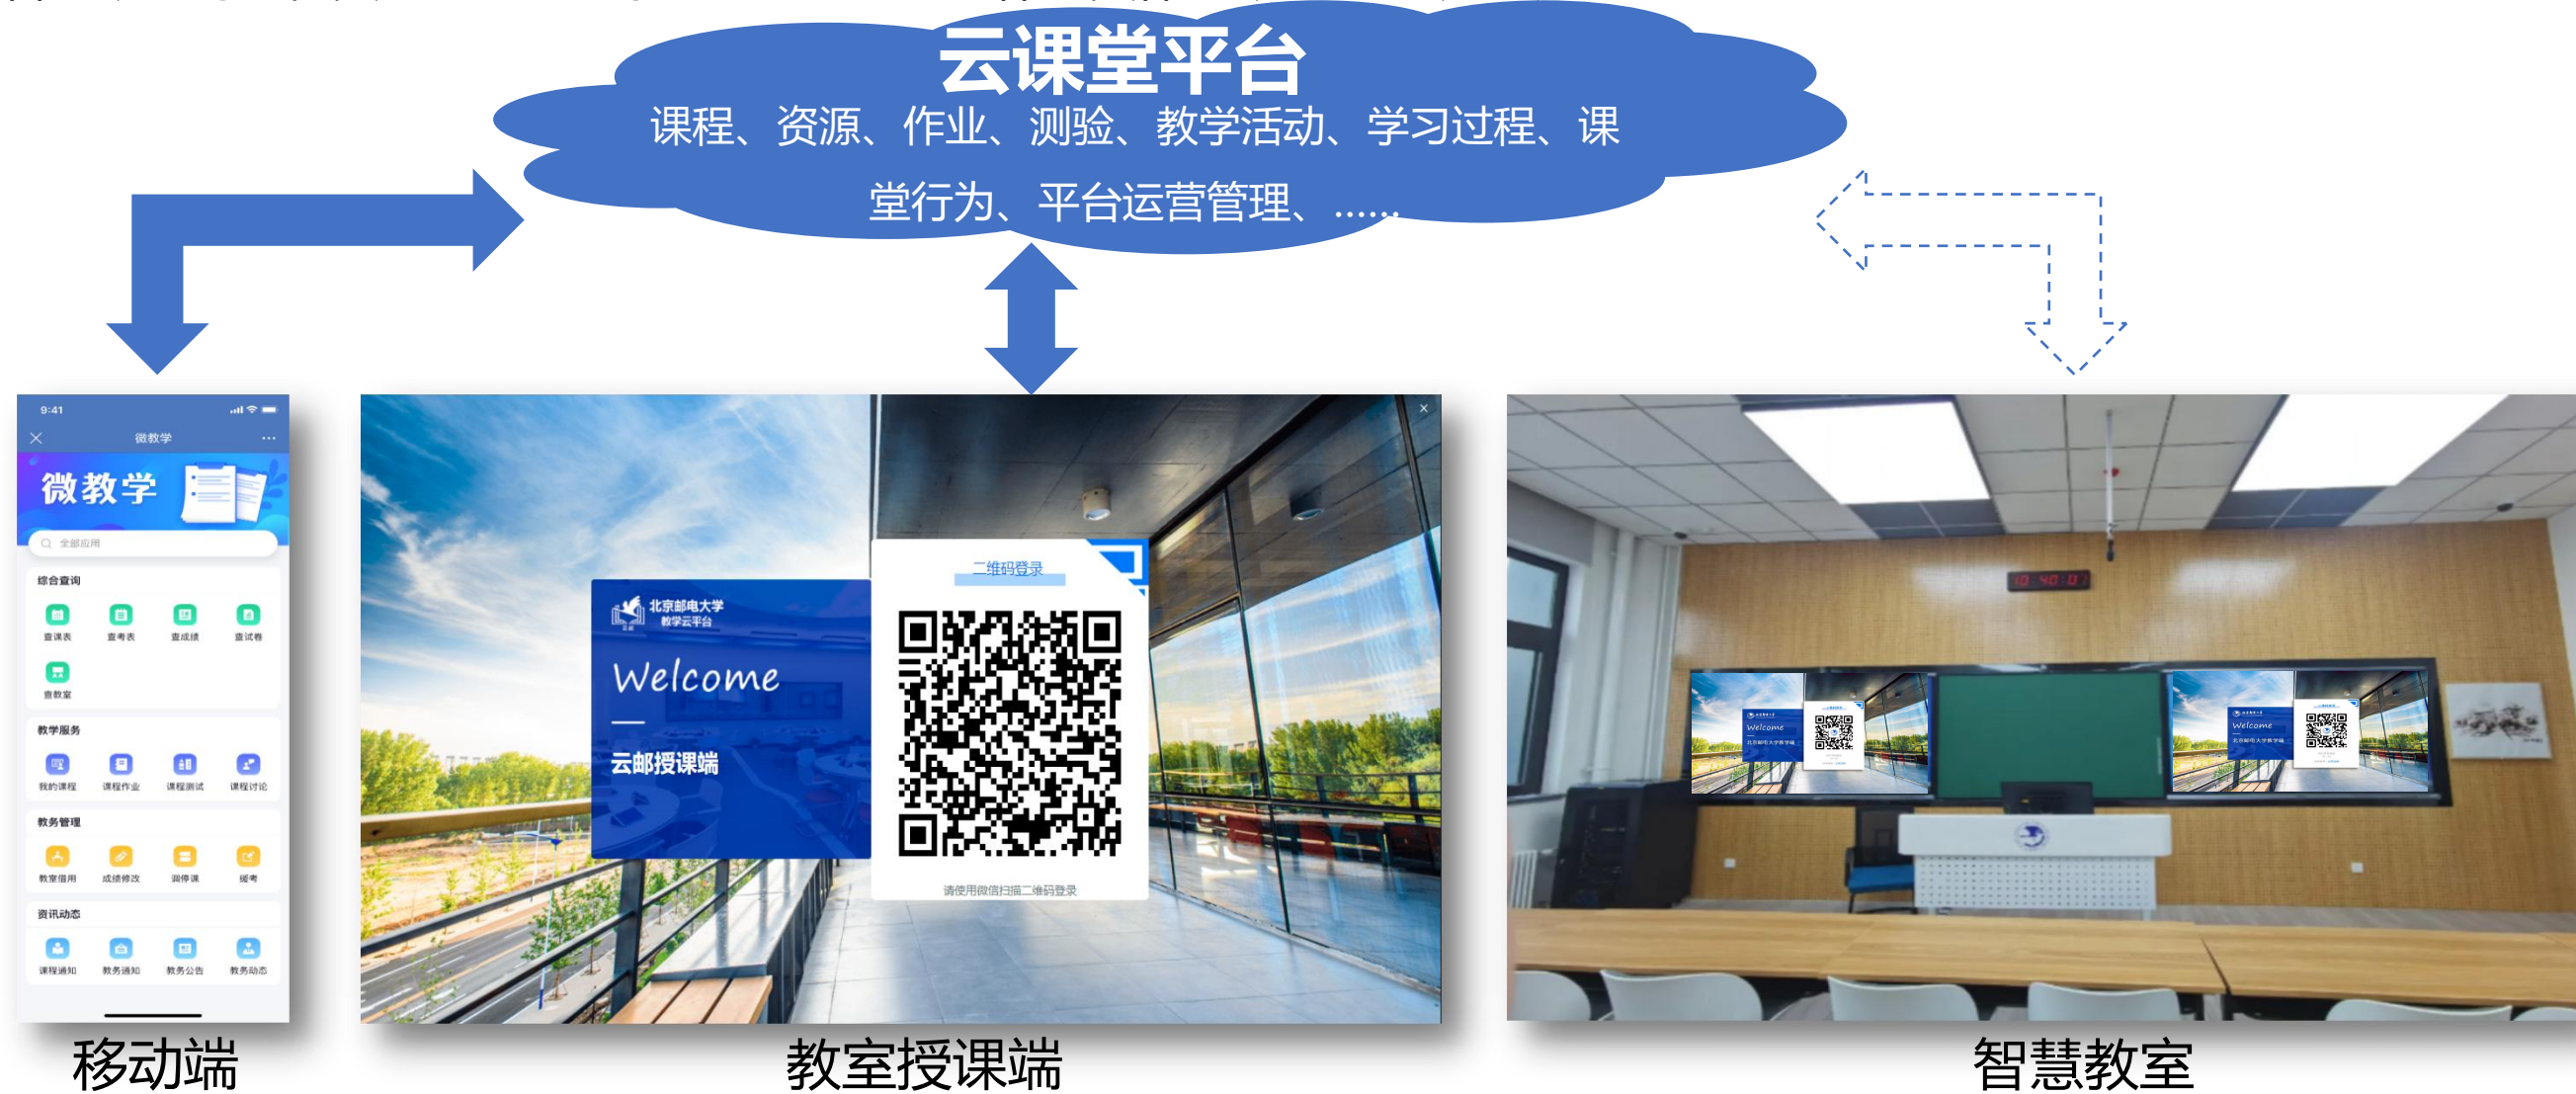 云课堂平台
课程、资源、作业、测验、教学活动、学习过程、课
堂行为、平台运营管理、......
9:41
微教学
微教学
全部应用
综合查询
查课表 查考表 查成绩 查试卷
查教室
教学服务
我的课程 课程作业 课程测试 课程讨论
教务管理
教室借用 成绩修改 调停课 缓考
资讯动态
课程通知 教务通知 教务公告 教务动态
移动端
北京邮电大学
教学云平台
Welcome
云邮授课端
二维码登录
请使用微信扫描二维码登录
教室授课端
10:40:07
Welcome
Welcome
智慧教室